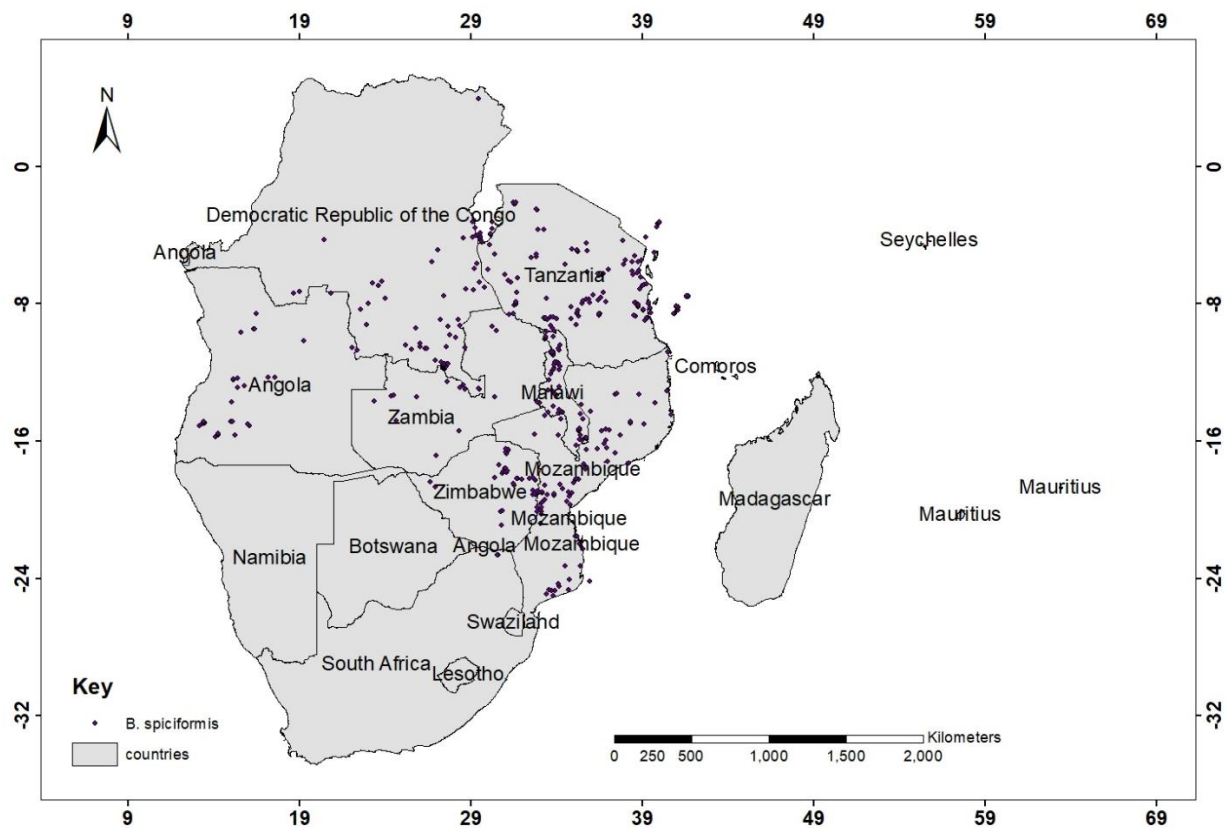 9 19 29 39 49 59 69
N
0 0
Democratic Republic of the Congo
Seychelles
Angola
Tanzania
-8 -8
Comoros
Angola
Malawi
Zambia
-16 -16
Mozambique
Mauritius
Zimbabwe
Madagascar
Mauritius
Mozambique
Angola Mozambique
Botswana
Namibia
-24 -24
Swaziland
South Africa
Lesotho
Key
-32 -32
B. spiciformis
Kilometers
countries
0 250 500 1,000 1,500 2,000
9 19 29 39 49 59 69